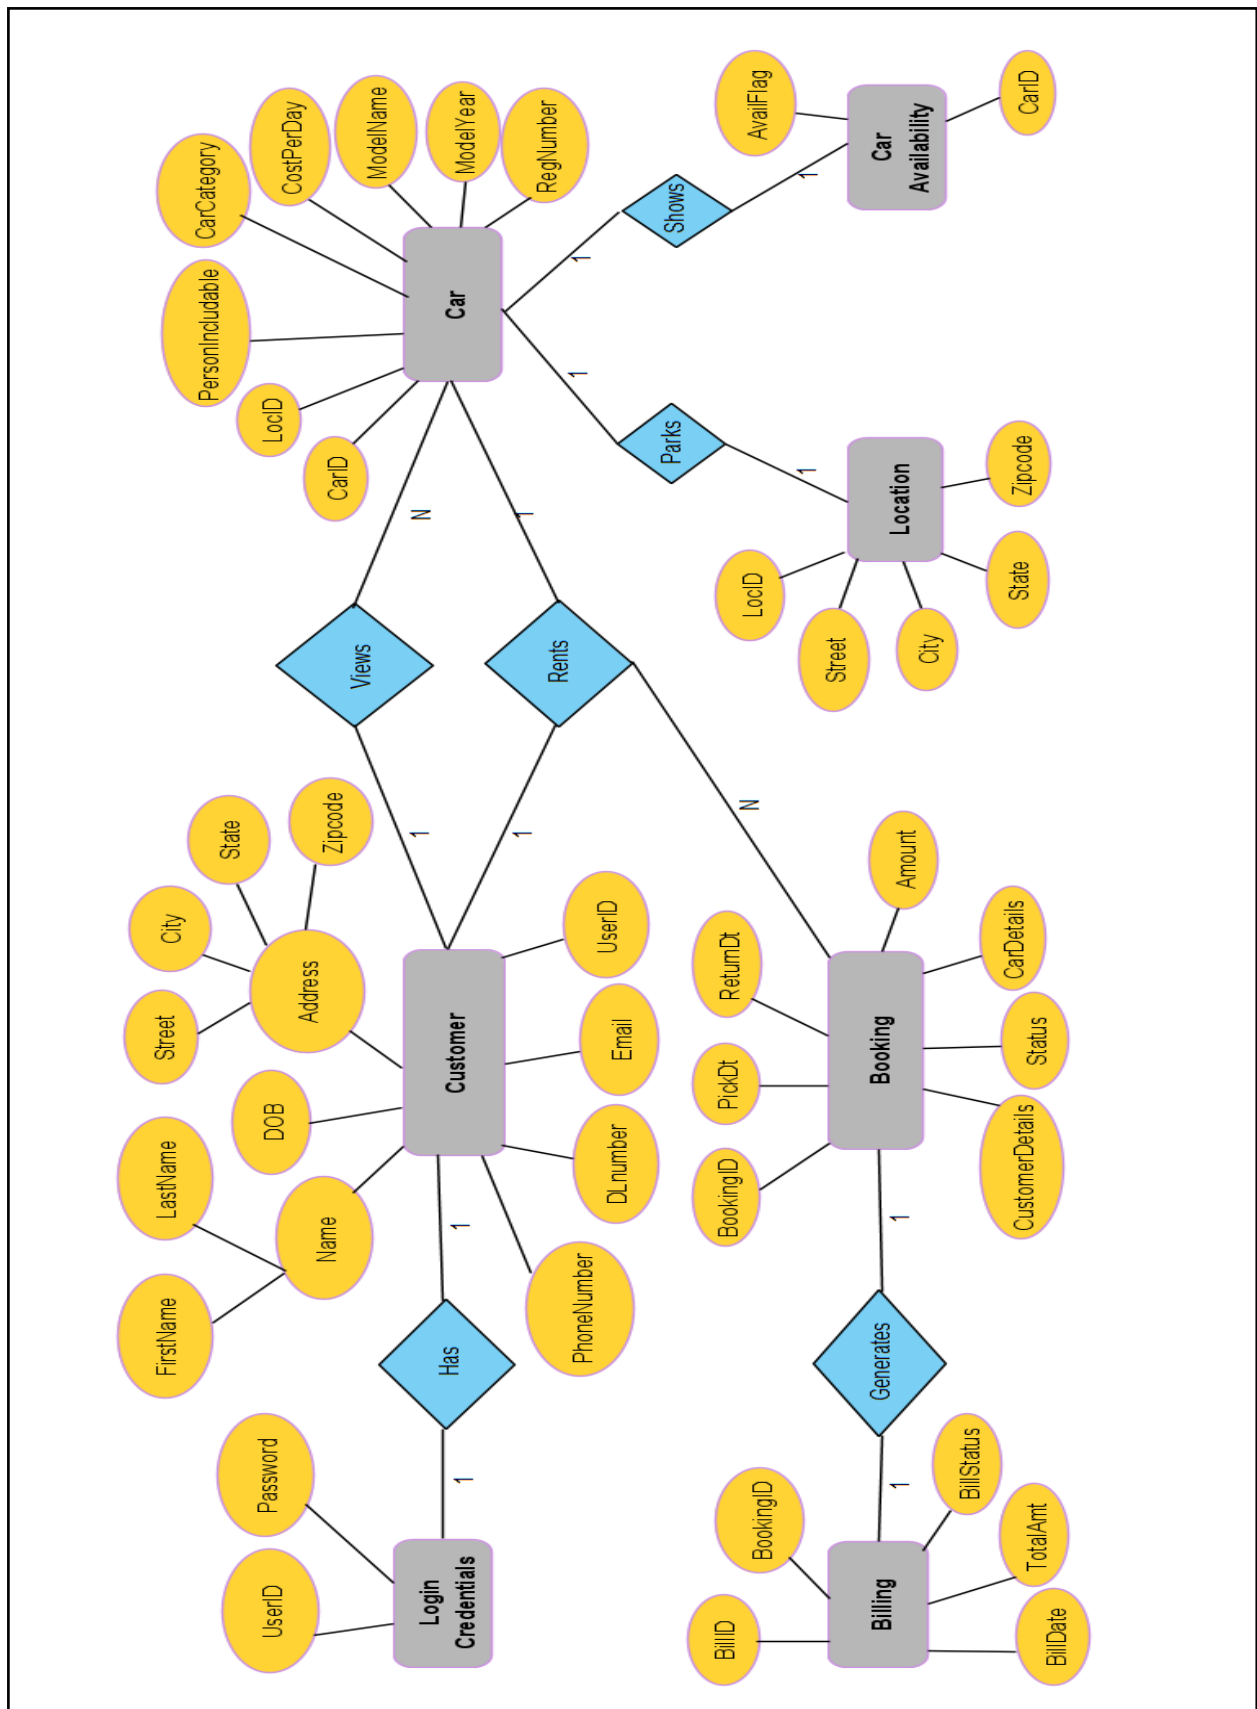 FirstName
LastName
Street
City
State
CarCategory
PersonIncludable
UserID
Password
Name
DOB
Address
Zipcode
LocID
CostPerDay
CarID
ModelName
Views
1
N
Login
Credentials
1
Has
1
Customer
Car
ModelYear
1
Rents
1
RegNumber
PhoneNumber
DLnumber
Email
UserID
1
1
Parks
Shows
BillID
BookingID
BookingID
PickDt
ReturnDt
N
LocID
AvailFlag
1
1
Street
Billing
1
Generates
1
Booking
Amount
City
Location
Car
Availability
BillStatus
CustomerDetails
Status
CarDetails
State
Zipcode
CarID
BillDate
TotalAmt